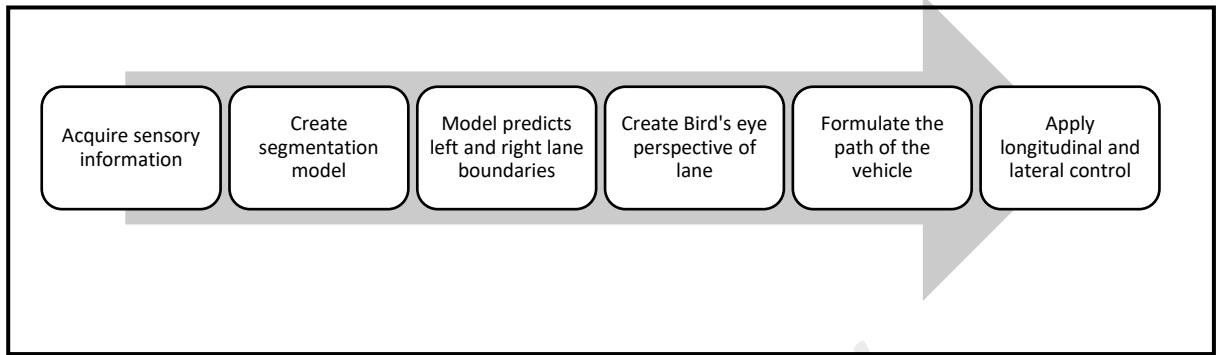 Acquire sensory
information
Create
segmentation
model
Model predicts
left and right lane
boundaries
Create Bird's eye
perspective of
lane
Formulate the
path of the
vehicle
Apply
longitudinal and
lateral control